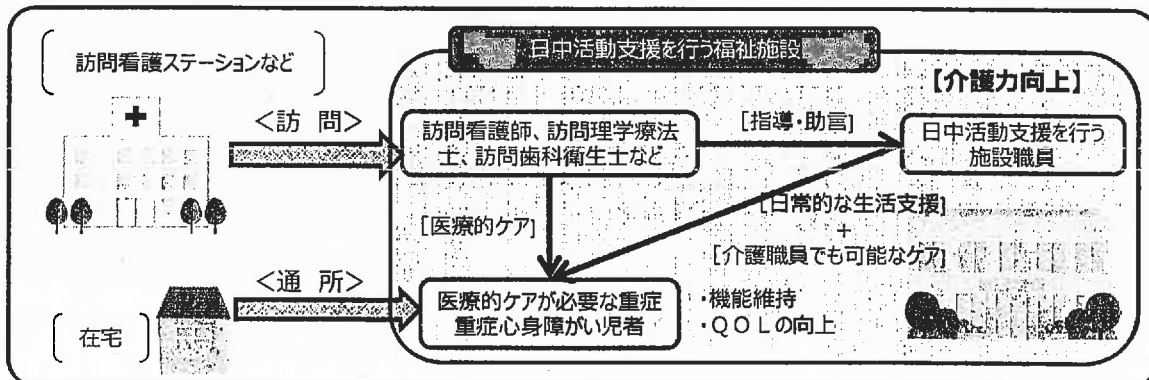 日中活動支援を行う福祉施設
訪問看護ステーションなど
【介護力向上】
<訪 問>
訪問看護師、訪問理学療法
士、訪問歯科衛生士など
[指導・助言]
日中活動支援を行う
施設職員
[医療的ケア]
[日常的な生活支援]
+
[介護職員でも可能なケア]
<通 所>
在宅
医療的ケアが必要な重症
重症心身障がい児者
・機能維持
・QOLの向上